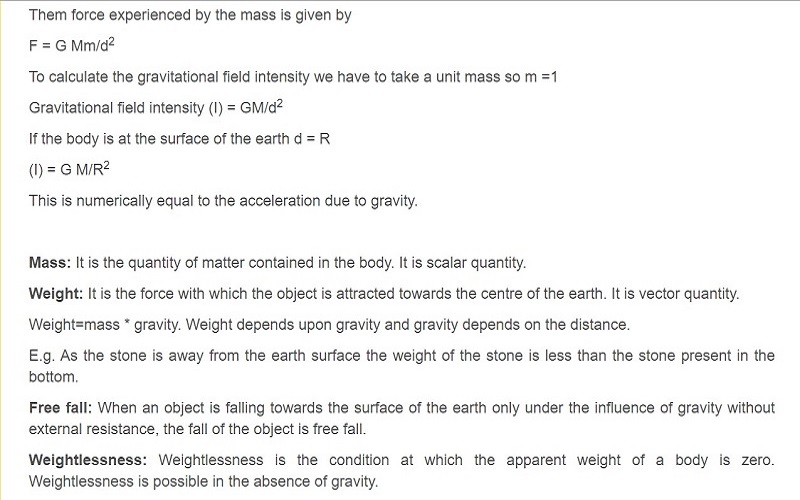 Them force experienced by the mass is given by
F = G Mm/d²
To calculate the gravitational field intensity we have to take a unit mass so m =1
Gravitational field intensity (I) = GM/d²
If the body is at the surface of the earth d = R
(I) = G M/R²
This is numerically equal to the acceleration due to gravity.
Mass: It is the quantity of matter contained in the body. It is scalar quantity.
Weight: It is the force with which the object is attracted towards the centre of the earth. It is vector quantity.
Weight=mass * gravity. Weight depends upon gravity and gravity depends on the distance.
E.g. As the stone is away from the earth surface the weight of the stone is less than the stone present in the
bottom.
Free fall: When an object is falling towards the surface of the earth only under the influence of gravity without
external resistance, the fall of the object is free fall.
Weightlessness: Weightlessness is the condition at which the apparent weight of a body is zero.
Weightlessness is possible in the absence of gravity.